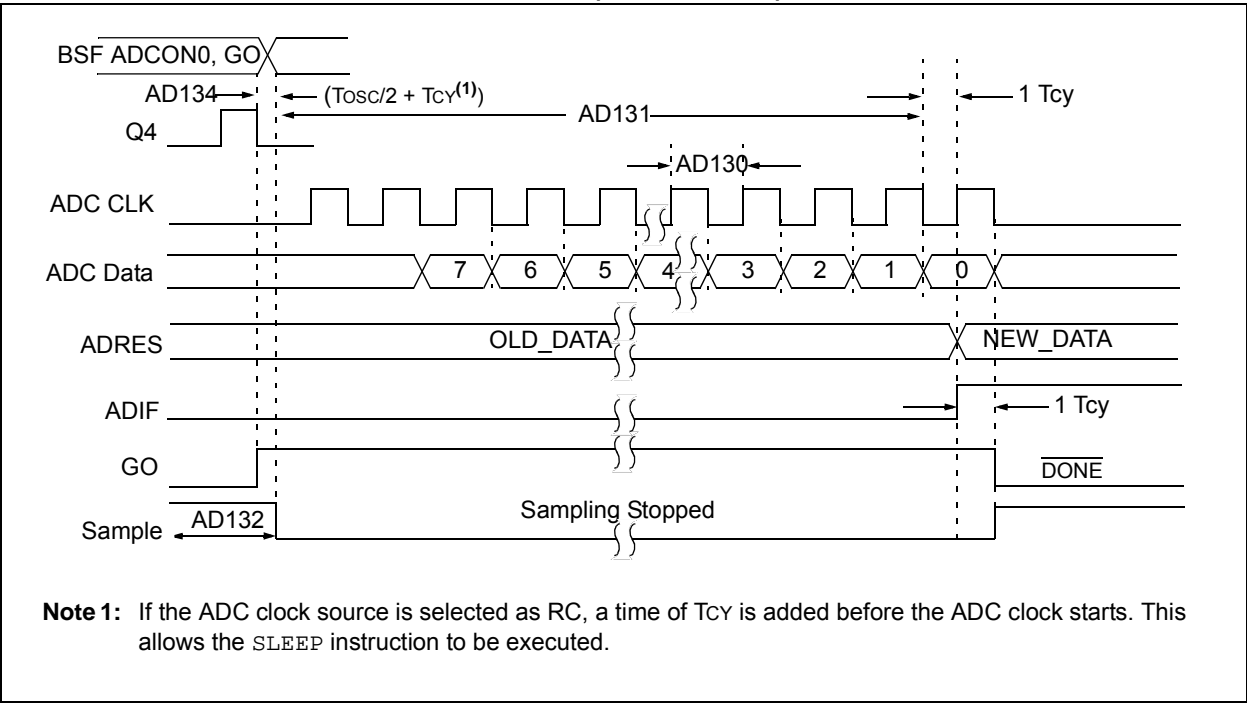 BSF ADCON0, GO
AD134 (TOSC/2 + TCY(1)) 1 Tcy
AD131
Q4
AD130
ADC CLK
ADC Data 7 6 5 4 3 2 1 0
ADRES OLD_DATA NEW_DATA
ADIF 1 Tcy
GO DONE
Sampling Stopped
Sample AD132
Note 1: If the ADC clock source is selected as RC, a time of TCY is added before the ADC clock starts. This
allows the SLEEP instruction to be executed.